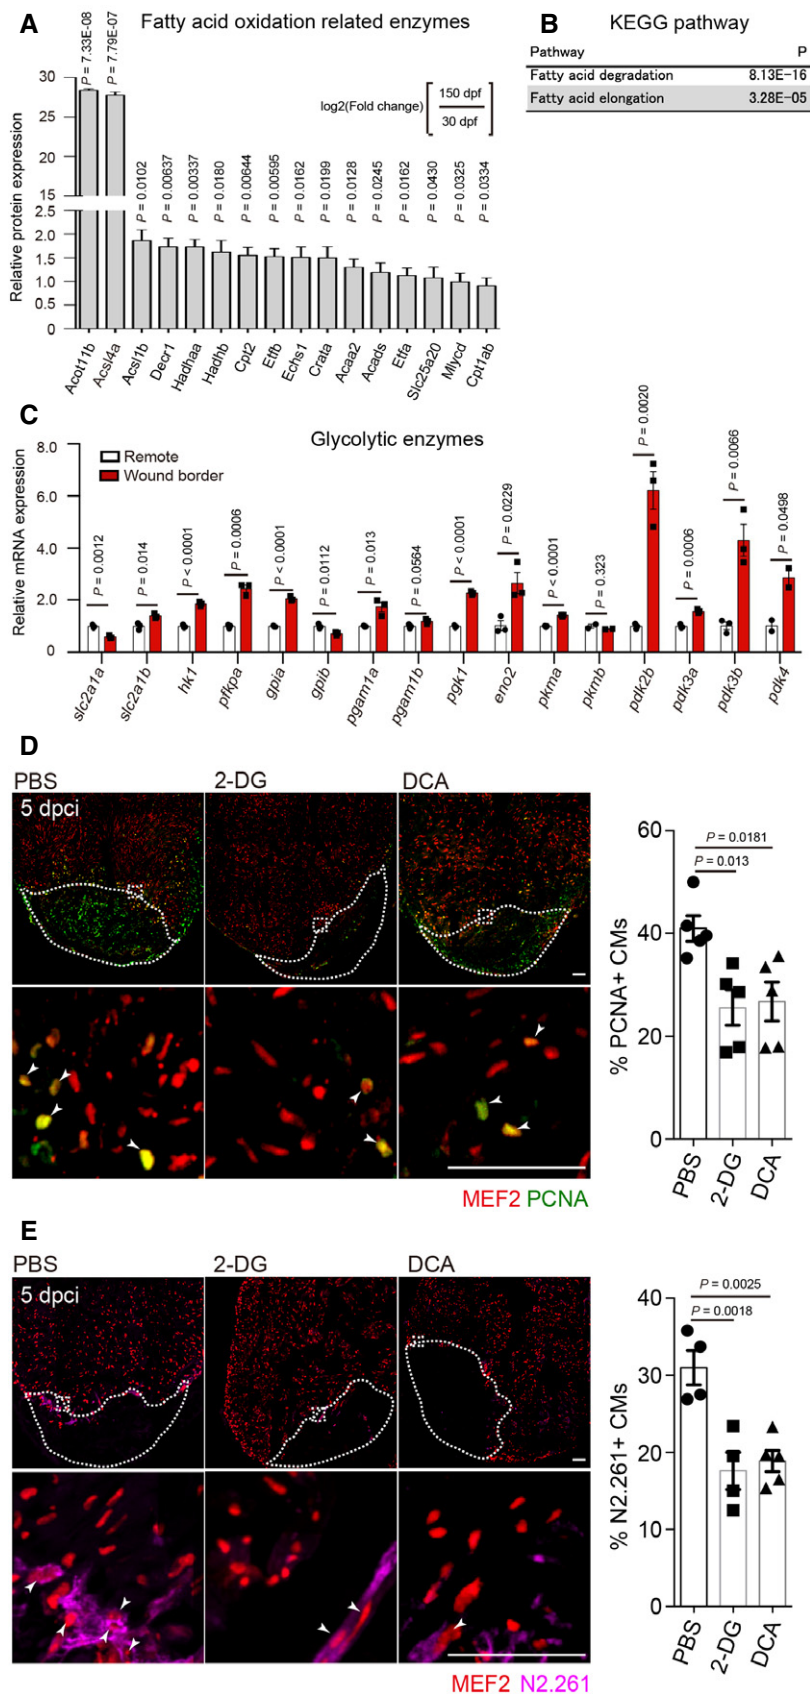 A
Fatty acid oxidation related enzymes
Relative protein expression
30
25
20
15
2.5
2.0
1.5
1.0
0.5
0
P = 7.33E-08
P = 7.79E-07
P = 0.0102
P = 0.00637
P = 0.00337
P = 0.0180
P = 0.00644
P = 0.00595
P = 0.0162
P = 0.0199
P = 0.0128
P = 0.0245
P = 0.0162
P = 0.0430
P = 0.0325
P = 0.0334
log2(Fold change)
150 dpf
30 dpf
Acot11b
Acsl4a
Acsl1b
Decr1
Hadhaa
Hadhb
Cpt2
Etfb
Echs1
Crata
Acaa2
Acads
Etfa
Slc25a20
Mlycd
Cpt1ab
B
KEGG pathway
Pathway P
Fatty acid degradation 8.13E-16
Fatty acid elongation 3.28E-05
C
Glycolytic enzymes
Relative mRNA expression
8.0
6.0
4.0
2.0
0
Remote
Wound border
P = 0.0012
P = 0.014
P < 0.0001
P = 0.0006
P < 0.0001
P = 0.0112
P = 0.013
P = 0.0564
P < 0.0001
P = 0.0229
P < 0.0001
P = 0.323
P = 0.0020
P = 0.0006
P = 0.0066
P = 0.0498
slc2a1a
slc2a1b
hk1
pfkpa
gpia
gpib
pgam1a
pgam1b
pgk1
eno2
pkma
pkmb
pdk2b
pdk3a
pdk3b
pdk4
D
PBS 2-DG DCA
5 dpci
MEF2 PCNA
% PCNA+ CMs
60
40
20
0
P = 0.0181
P = 0.013
PBS
2-DG
DCA
E
PBS 2-DG DCA
5 dpci
MEF2 N2.261
% N2.261+ CMs
40
30
20
10
0
P = 0.0025
P = 0.0018
PBS
2-DG
DCA